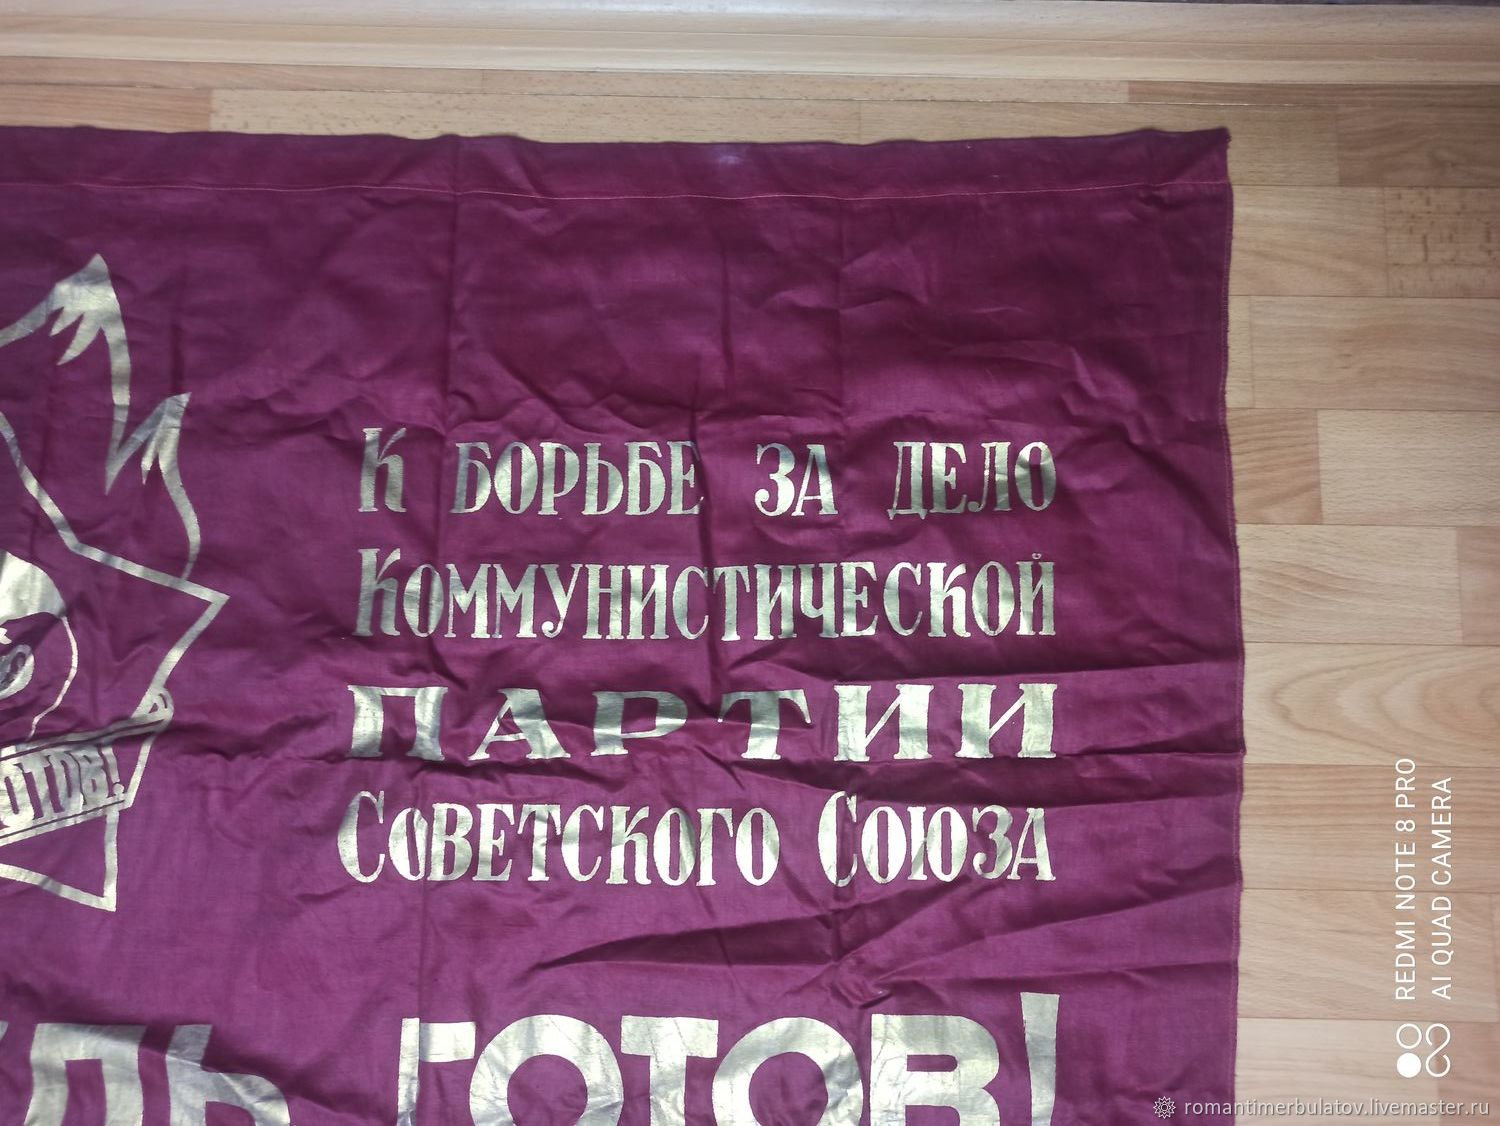 К БОРЬБЕ ЗА ДЕЛО
КОММУНИСТИЧЕСКОЙ
ПАРТИИ
СОВЕТСКОГО СОЮЗА
ГОТОВ!
REDMI NOTE 8 PRO
AI QUAD CAMERA
romantimerbulatov.livemaster.ru